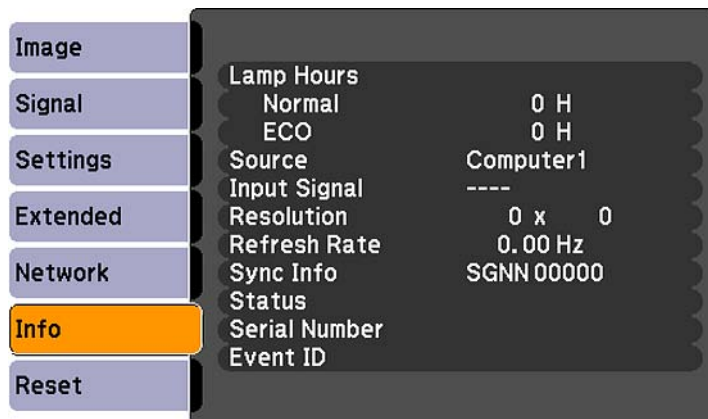 Image
Signal
Settings
Extended
Network
Info
Reset
Lamp Hours
Normal 0 H
ECO 0 H
Source Computer1
Input Signal ----
Resolution 0 x 0
Refresh Rate 0.00 Hz
Sync Info SGNN 00000
Status
Serial Number
Event ID